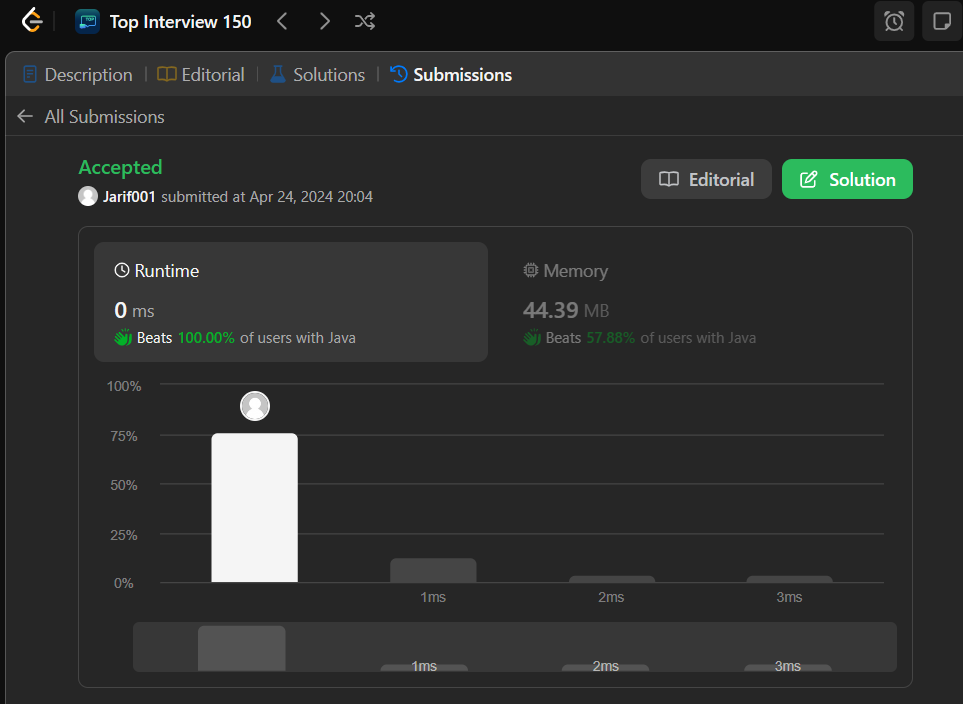 Top Interview 150
Description | Editorial | Solutions | Submissions
All Submissions
Accepted
Jarif001 submitted at Apr 24, 2024 20:04
Editorial
Solution
Runtime
0 ms
Beats 100.00% of users with Java
Memory
44.39 MB
Beats 57.88% of users with Java
100%
75%
50%
25%
0%
1ms 2ms 3ms
1ms 2ms 3ms